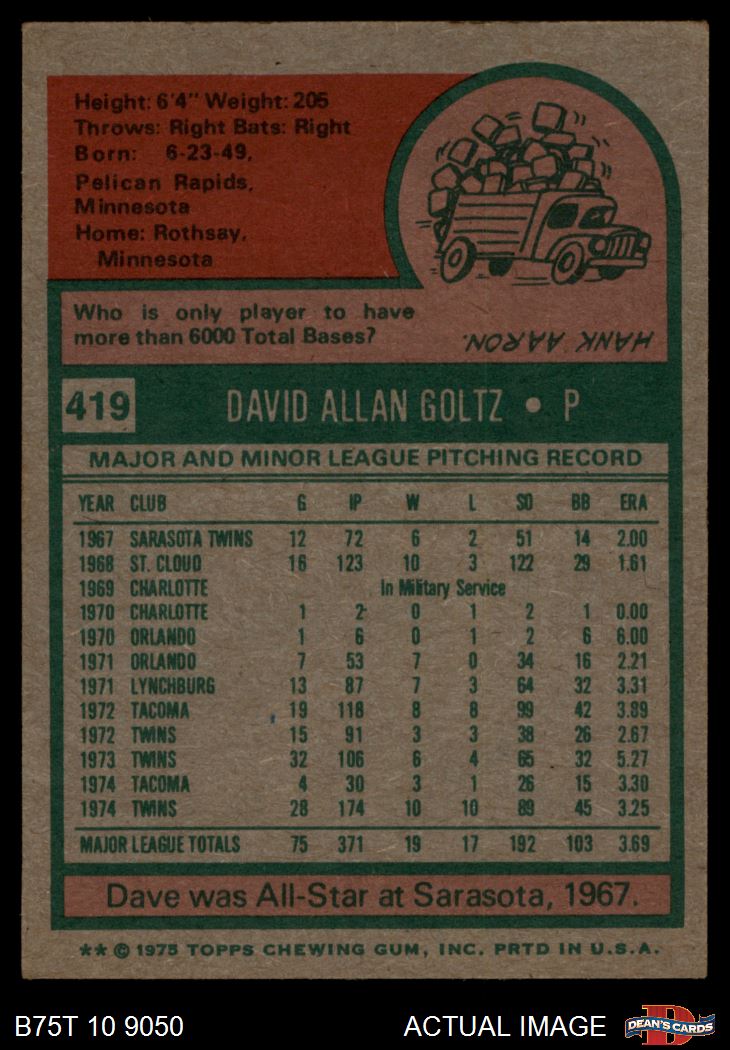 Height: 6'4" Weight: 205
Throws: Right Bats: Right
Born: 6-23-49,
Pelican Rapids,
Minnesota
Home: Rothsay,
Minnesota
Who is only player to have
more than 6000 Total Bases?
HANK AARON.
419 DAVID ALLAN GOLTZ • P
MAJOR AND MINOR LEAGUE PITCHING RECORD
YEAR CLUB G IP W L SO BB ERA
1967 SARASOTA TWINS 12 72 6 2 51 14 2.00
1968 ST. CLOUD 16 123 10 3 122 29 1.61
1969 CHARLOTTE In Military Service
1970 CHARLOTTE 1 2 0 1 2 1 0.00
1970 ORLANDO 1 6 0 1 2 6 6.00
1971 ORLANDO 7 53 7 0 34 16 2.21
1971 LYNCHBURG 13 87 7 3 64 32 3.31
1972 TACOMA 19 118 8 8 99 42 3.89
1972 TWINS 15 91 3 3 38 26 2.67
1973 TWINS 32 106 6 4 65 32 5.27
1974 TACOMA 4 30 3 1 26 15 3.30
1974 TWINS 28 174 10 10 89 45 3.25
MAJOR LEAGUE TOTALS 75 371 19 17 192 103 3.69
Dave was All-Star at Sarasota, 1967.
** © 1975 TOPPS CHEWING GUM, INC. PRTD IN U.S.A.
B75T 10 9050 ACTUAL IMAGE D DEAN'S CARDS